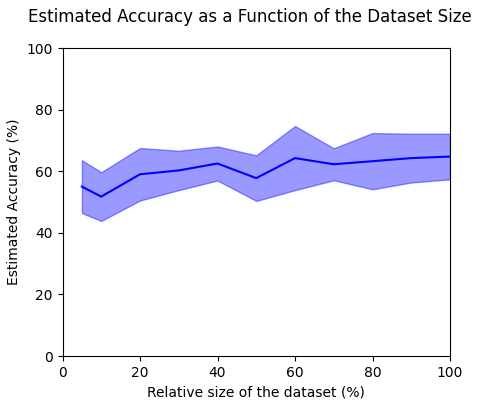 Estimated Accuracy as a Function of the Dataset Size
100
80
60
40
20
0
Estimated Accuracy (%)
0 20 40 60 80 100
Relative size of the dataset (%)